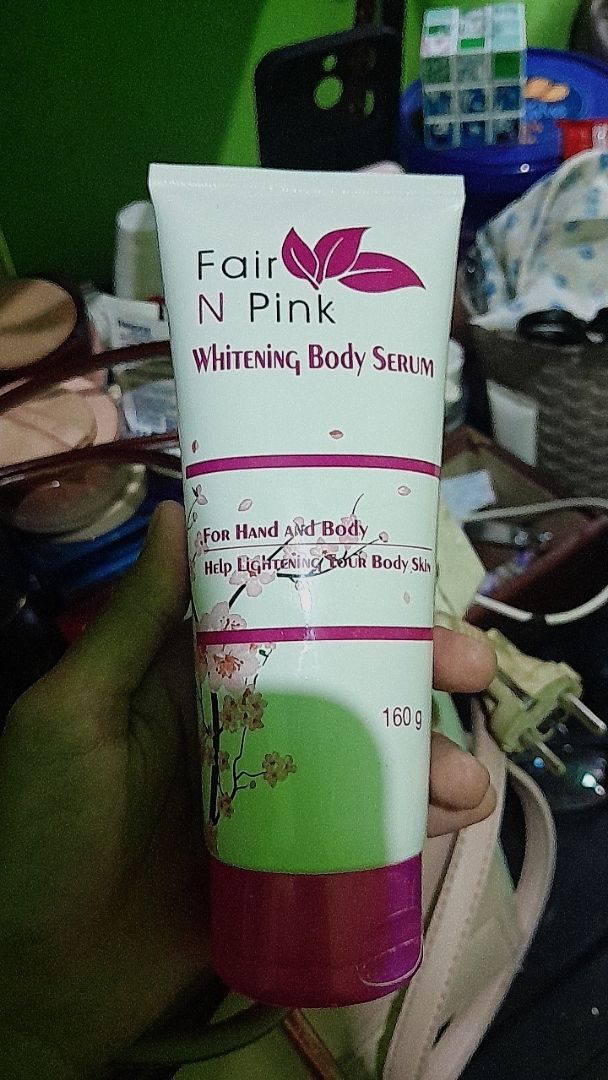 Fair
N Pink
Whitening Body Serum
For Hand and Body
Help Lightening Your Body Skin
160 g